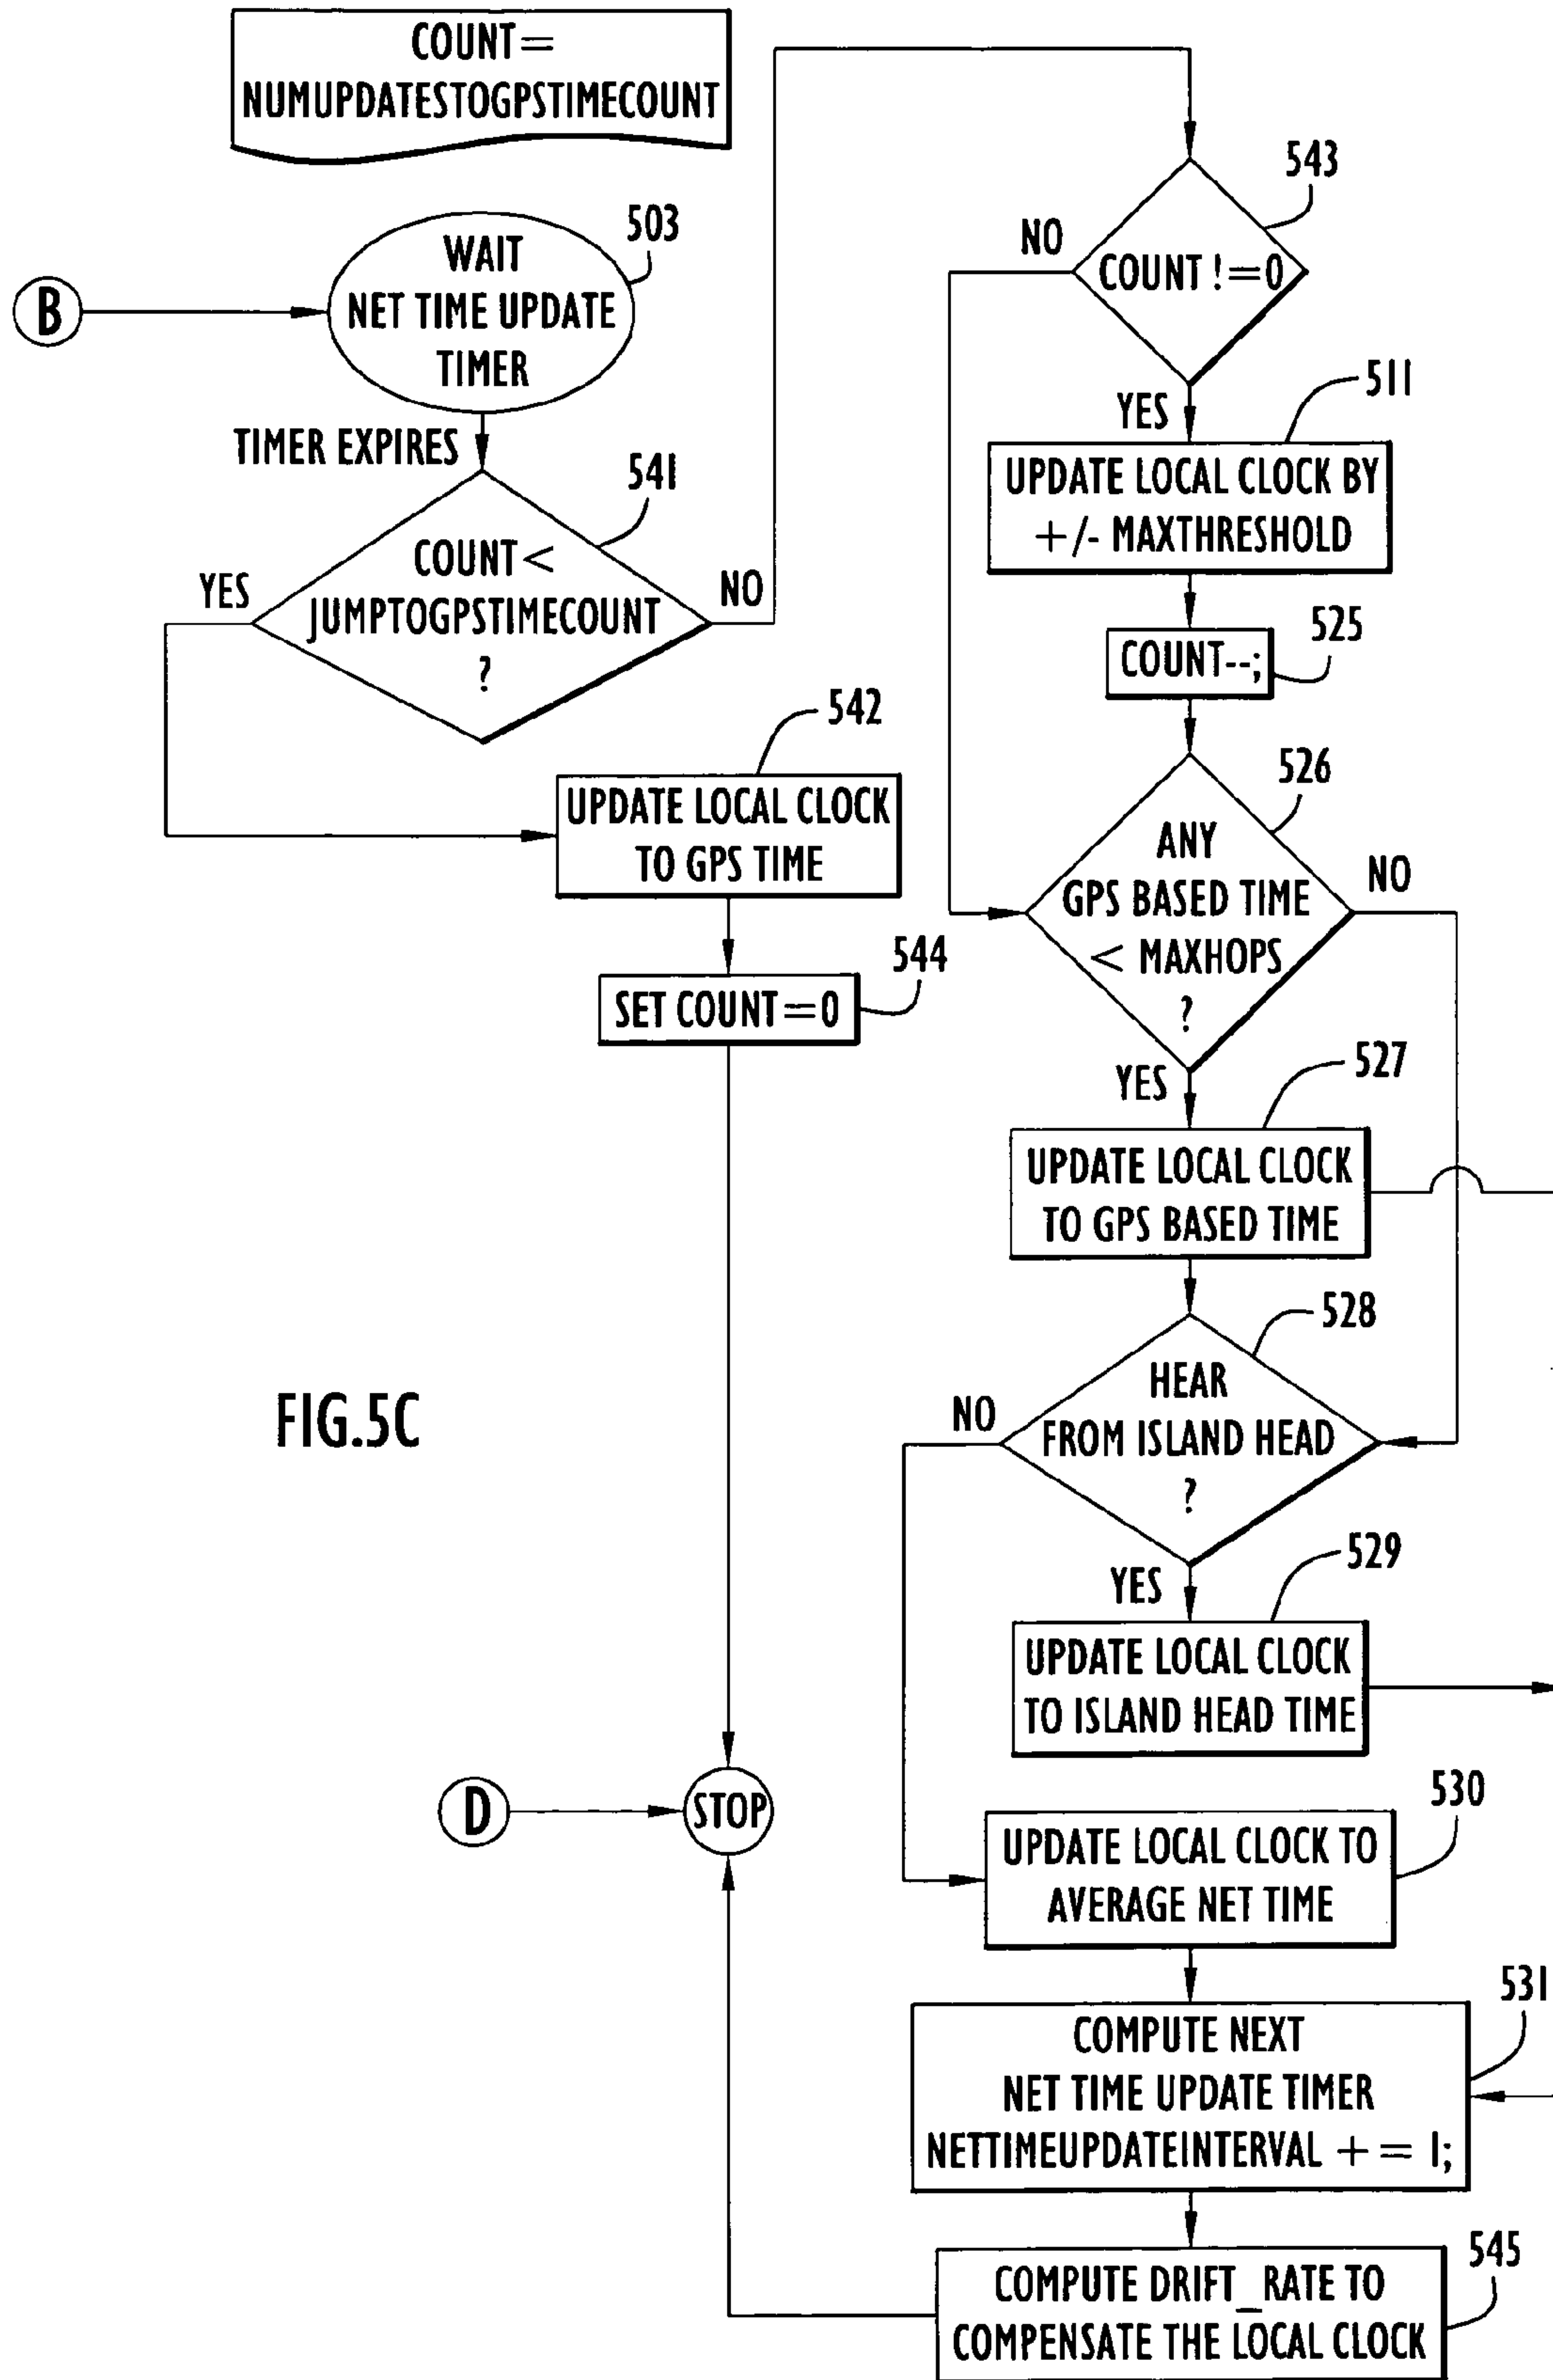 COUNT=
NUMUPDATESTOGPSTIMECOUNT
B
WAIT
NET TIME UPDATE
TIMER
503
TIMER EXPIRES
541
COUNT<
JUMPTOGPSTIMECOUNT
?
YES
NO
542
UPDATE LOCAL CLOCK
TO GPS TIME
544
SET COUNT=0
543
NO
COUNT !=0
YES
511
UPDATE LOCAL CLOCK BY
+/- MAXTHRESHOLD
525
COUNT--;
526
ANY
GPS BASED TIME
< MAXHOPS
?
NO
YES
527
UPDATE LOCAL CLOCK
TO GPS BASED TIME
528
HEAR
FROM ISLAND HEAD
?
NO
YES
529
UPDATE LOCAL CLOCK
TO ISLAND HEAD TIME
FIG.5C
D
STOP
530
UPDATE LOCAL CLOCK TO
AVERAGE NET TIME
531
COMPUTE NEXT
NET TIME UPDATE TIMER
NETTIMEUPDATEINTERVAL += 1;
545
COMPUTE DRIFT_RATE TO
COMPENSATE THE LOCAL CLOCK